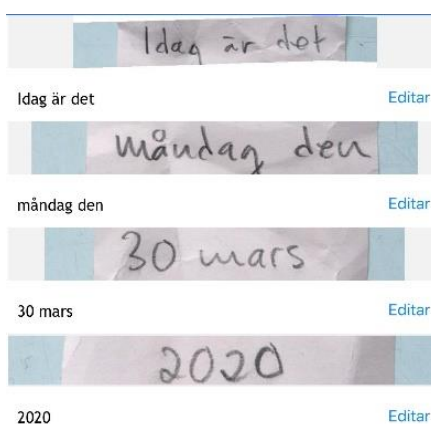 Idag är det
Idag är det Editar
måndag den
måndag den Editar
30 mars
30 mars Editar
2020
2020 Editar